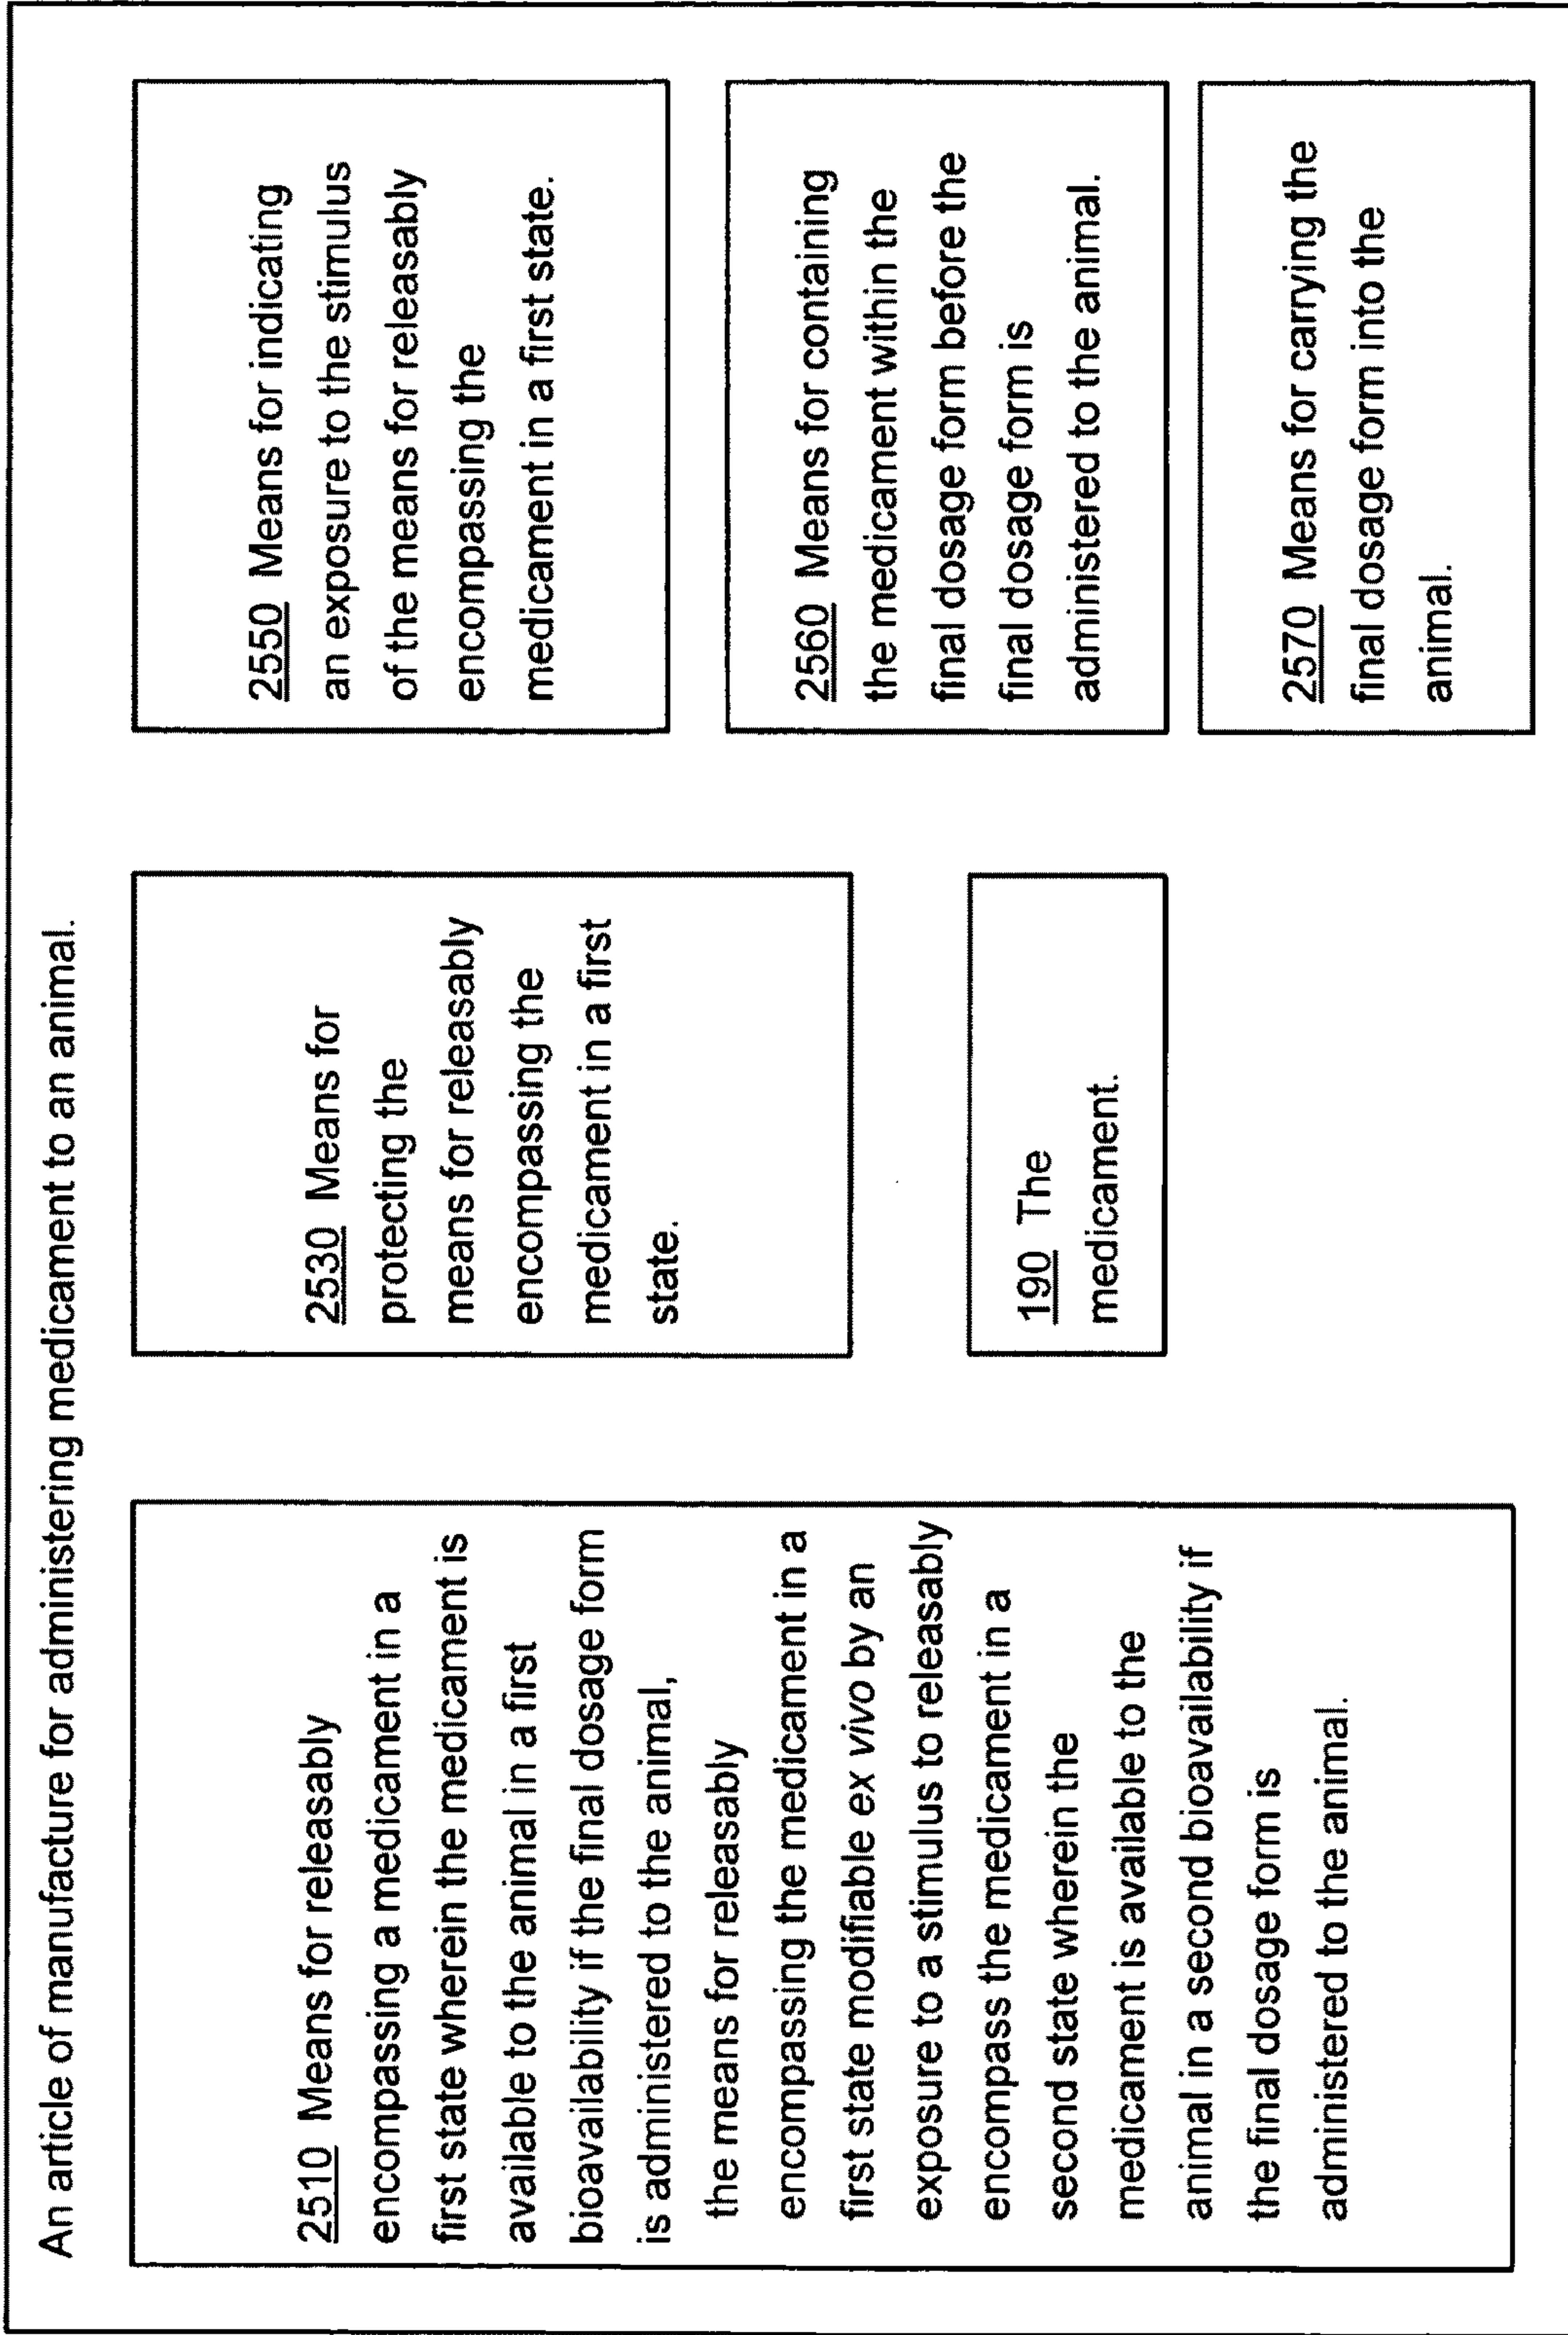 An article of manufacture for administering medicament to an animal.
2510 Means for releasably
encompassing a medicament in a
first state wherein the medicament is
available to the animal in a first
bioavailability if the final dosage form
is administered to the animal,
the means for releasably
encompassing the medicament in a
first state modifiable ex vivo by an
exposure to a stimulus to releasably
encompass the medicament in a
second state wherein the
medicament is available to the
animal in a second bioavailability if
the final dosage form is
administered to the animal.
2530 Means for
protecting the
means for releasably
encompassing the
medicament in a first
state.
190 The
medicament.
2550 Means for indicating
an exposure to the stimulus
of the means for releasably
encompassing the
medicament in a first state.
2560 Means for containing
the medicament within the
final dosage form before the
final dosage form is
administered to the animal.
2570 Means for carrying the
final dosage form into the
animal.